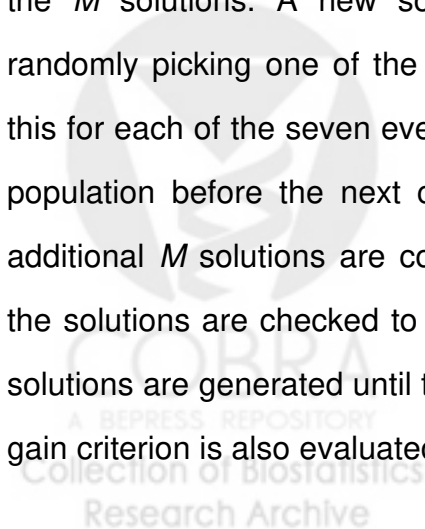 the M solutions. A new so
randomly picking one of the
this for each of the seven eve
population before the next c
additional M solutions are co
the solutions are checked to
COBRA
solutions are generated until t
A BEPRESS REPOSITORY
gain criterion is also evaluated
Collection of Biostatistics
Research Archive